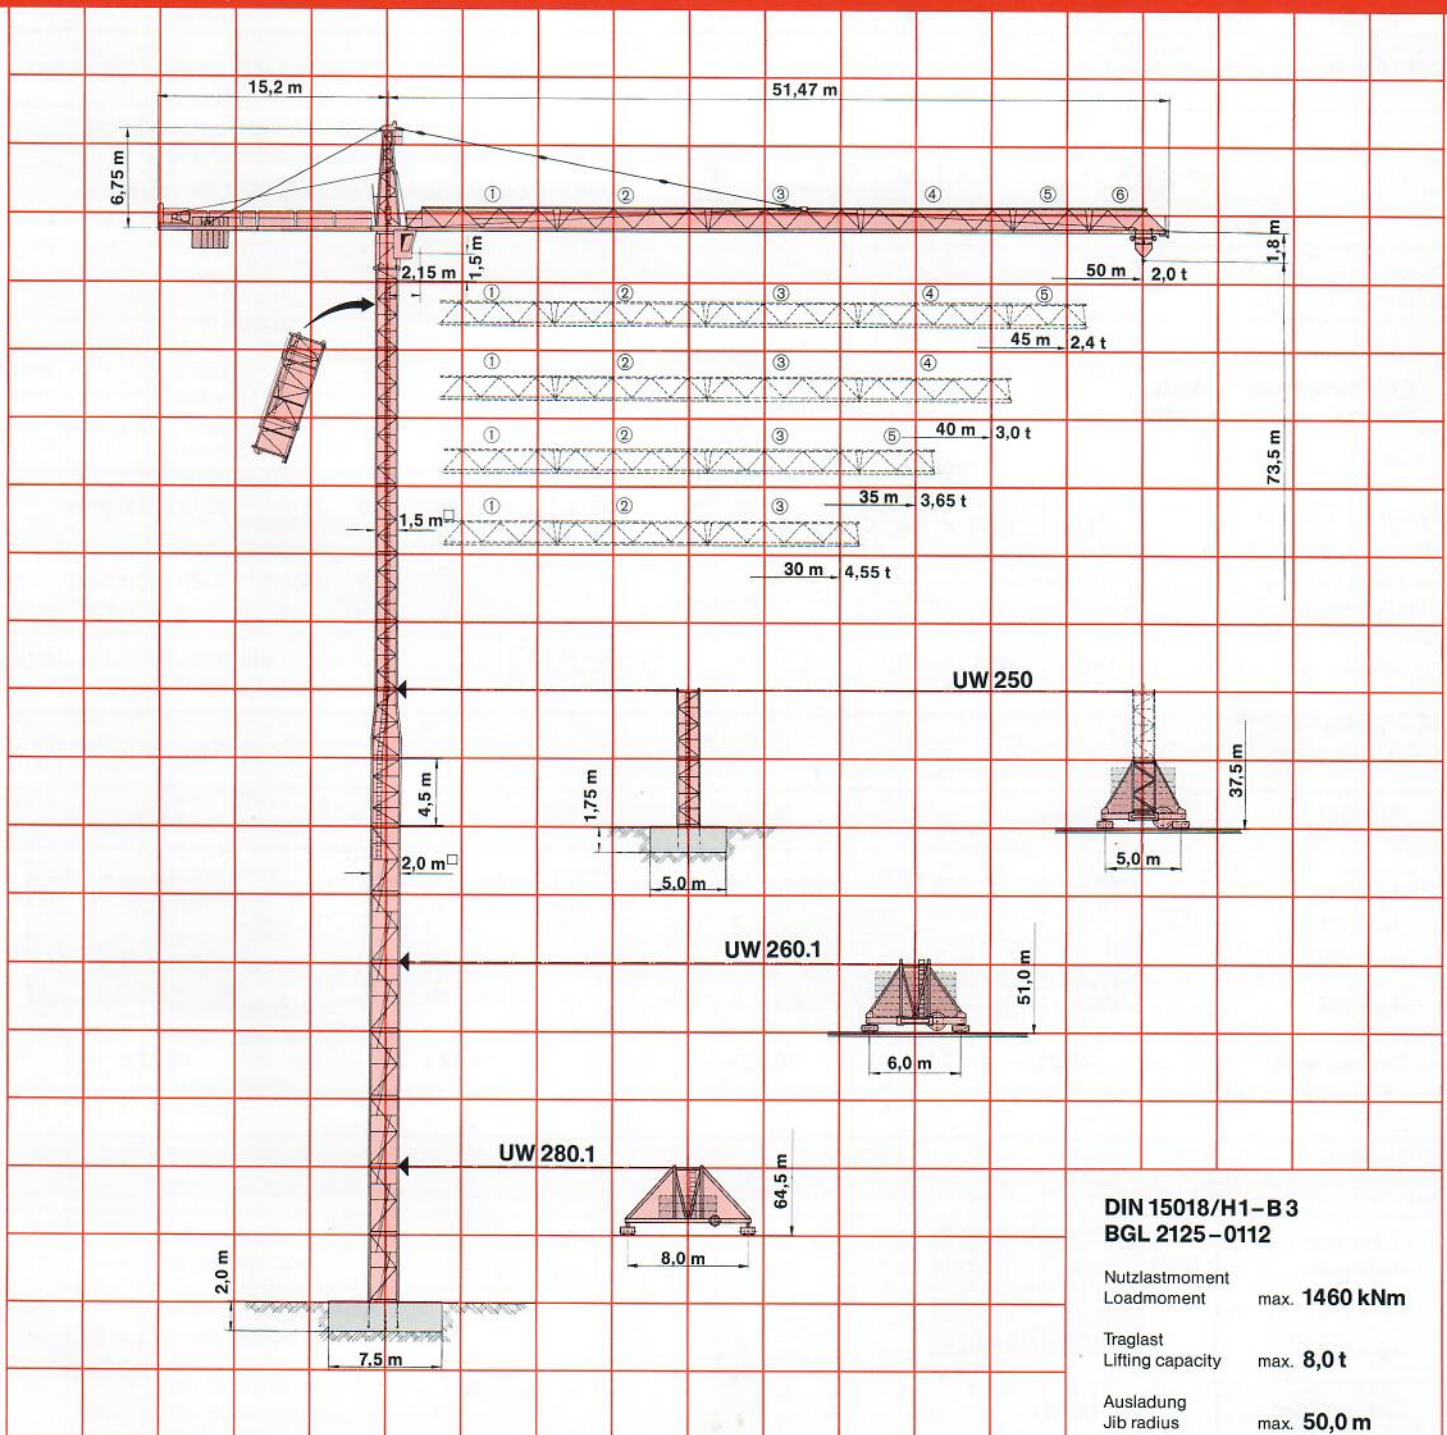 15,2 m
51,47 m
6,75 m
① ② ③ ④ ⑤ ⑥
1,8 m
1,5 m
2,15 m
50 m 2,0 t
① ② ③ ④ ⑤
45 m 2,4 t
① ② ③ ④
40 m 3,0 t
① ② ③ ⑤
35 m 3,65 t
73,5 m
1,5 m□
① ② ③
30 m 4,55 t
UW 250
4,5 m
1,75 m
37,5 m
2,0 m□
5,0 m
5,0 m
UW 260.1
51,0 m
6,0 m
UW 280.1
64,5 m
8,0 m
2,0 m
7,5 m
DIN 15018/H1–B 3
BGL 2125–0112
Nutzlastmoment
Loadmoment max. 1460 kNm
Traglast
Lifting capacity max. 8,0 t
Ausladung
Jib radius max. 50,0 m